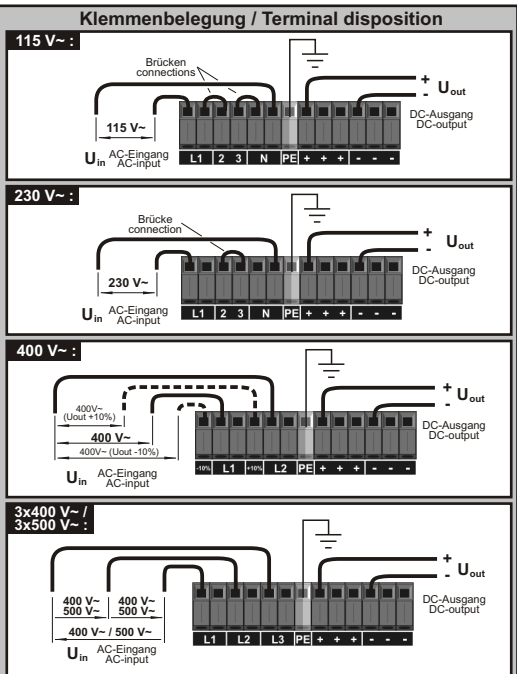 Klemmenbelegung / Terminal disposition
115 V~ :
Brücken
connections
+
-
Uout
DC-Ausgang
DC-output
115 V~
Uin
AC-Eingang
AC-input
L1 2 3 N PE + + + - - -
230 V~ :
Brücke
connection
+
-
Uout
DC-Ausgang
DC-output
230 V~
Uin
AC-Eingang
AC-input
L1 2 3 N PE + + + - - -
400 V~ :
+
-
Uout
DC-Ausgang
DC-output
400V~
(Uout +10%)
400 V~
400V~ (Uout -10%)
Uin
AC-Eingang
AC-input
-10% L1 +10% L2 PE + + + - - -
3x400 V~ /
3x500 V~ :
+
-
Uout
DC-Ausgang
DC-output
400 V~ 400 V~
500 V~ 500 V~
400 V~ / 500 V~
Uin
AC-Eingang
AC-input
L1 L2 L3 PE + + + - - -